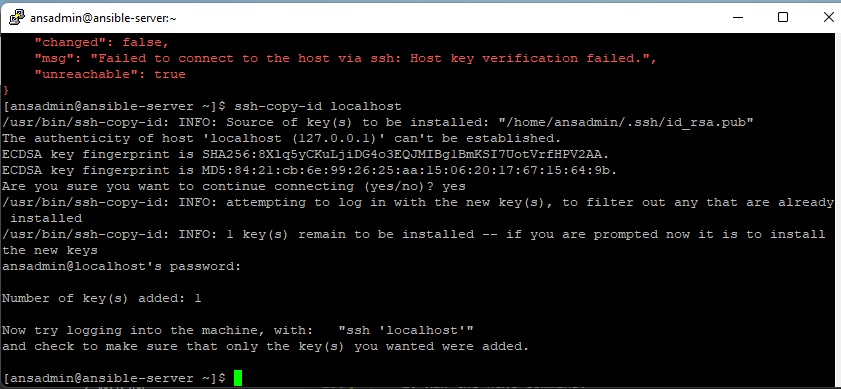 ansadmin@ansible-server:~
"changed": false,
"msg": "Failed to connect to the host via ssh: Host key verification failed.",
"unreachable": true
}
[ansadmin@ansible-server ~]$ ssh-copy-id localhost
/usr/bin/ssh-copy-id: INFO: Source of key(s) to be installed: "/home/ansadmin/.ssh/id_rsa.pub"
The authenticity of host 'localhost (127.0.0.1)' can't be established.
ECDSA key fingerprint is SHA256:8Xlq5yCKuLjiDG4o3EQJMIBglBmKSI7UotVrfHPV2AA.
ECDSA key fingerprint is MD5:84:21:cb:6e:99:26:25:aa:15:06:20:17:67:15:64:9b.
Are you sure you want to continue connecting (yes/no)? yes
/usr/bin/ssh-copy-id: INFO: attempting to log in with the new key(s), to filter out any that are already
installed
/usr/bin/ssh-copy-id: INFO: 1 key(s) remain to be installed -- if you are prompted now it is to install
the new keys
ansadmin@localhost's password:
Number of key(s) added: 1
Now try logging into the machine, with:   "ssh 'localhost'"
and check to make sure that only the key(s) you wanted were added.
[ansadmin@ansible-server ~]$